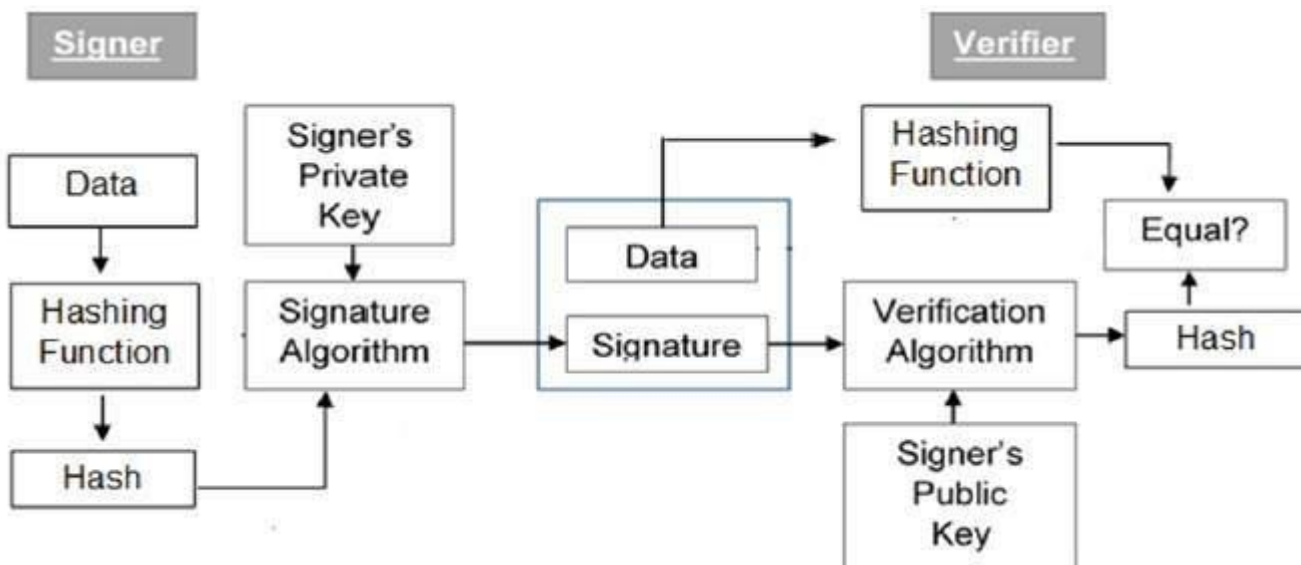 Signer
Verifier
Data
Hashing
Function
Hash
Signer's
Private
Key
Signature
Algorithm
Data
Signature
Hashing
Function
Verification
Algorithm
Signer's
Public
Key
Equal?
Hash